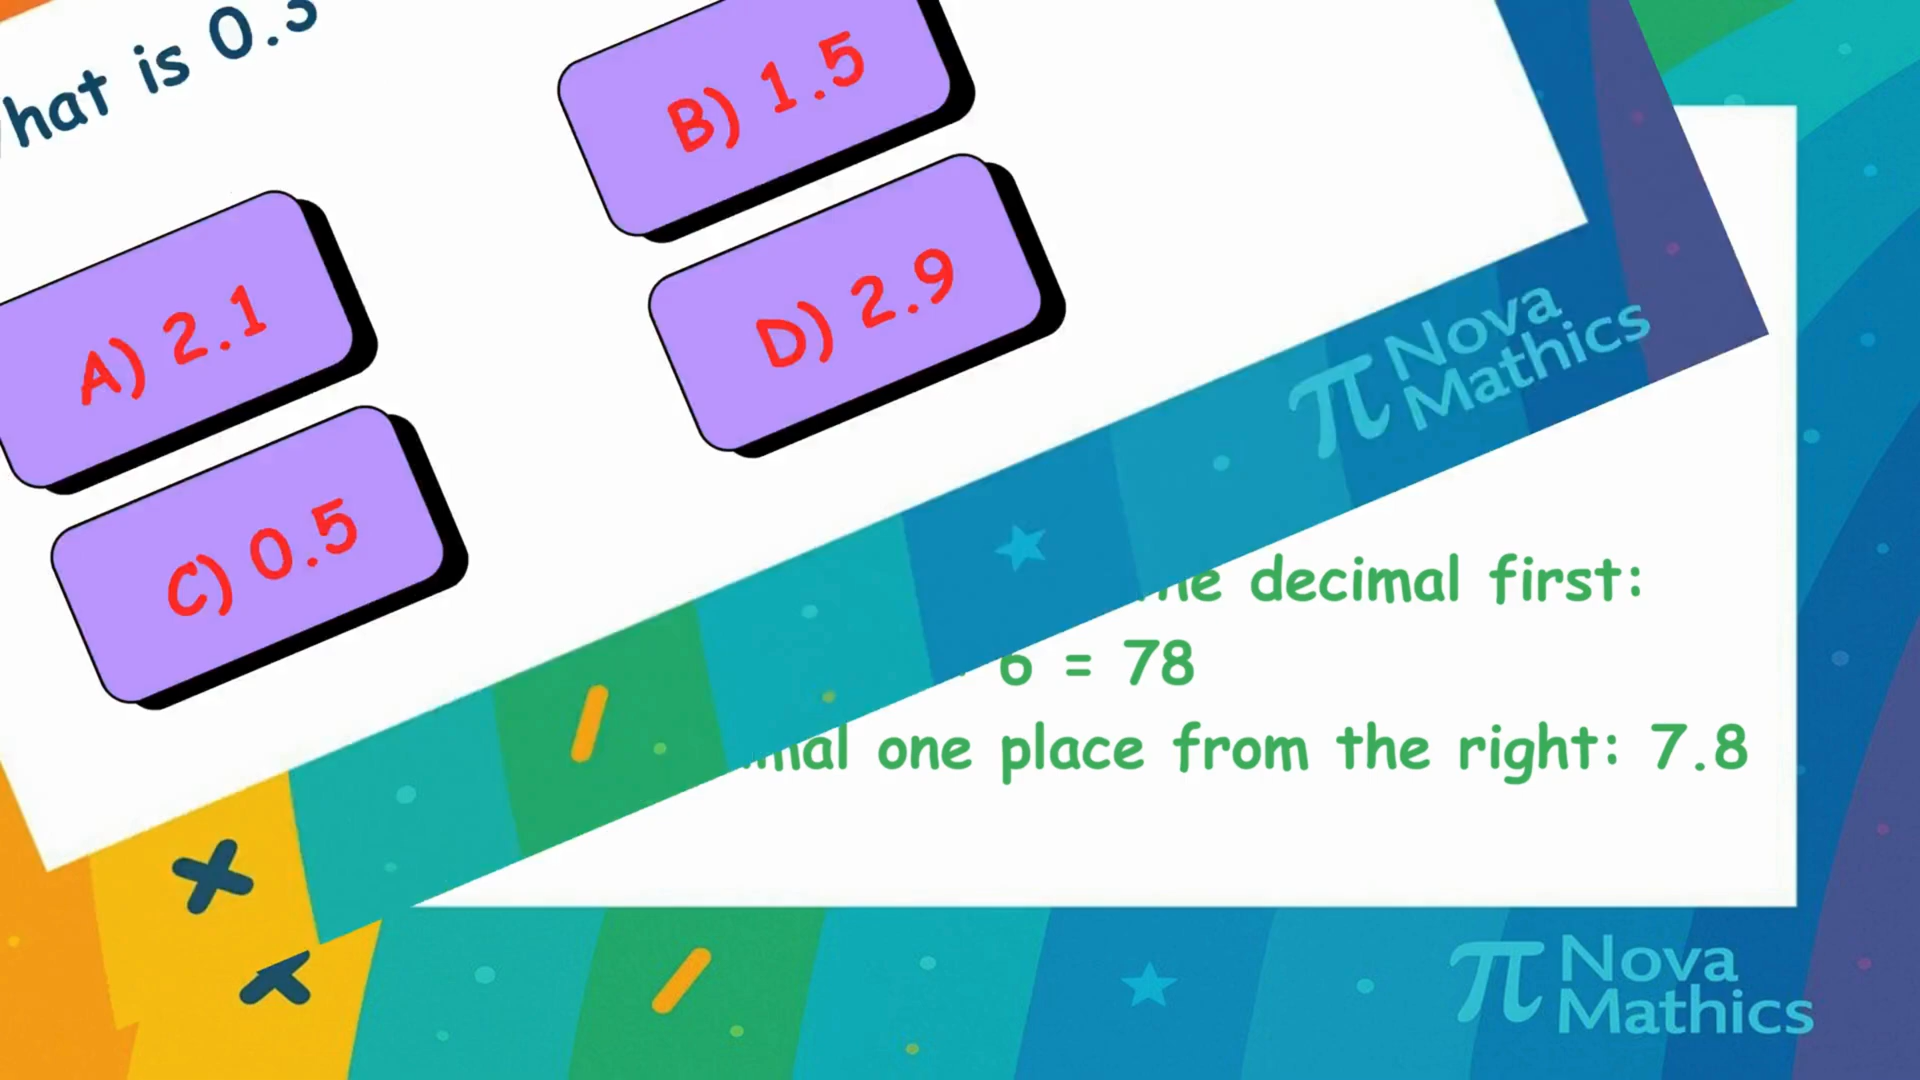 is 0.3
A) 2.1
B) 1.5
C) 0.5
D) 2.9
Nova
Mathics
decimal first:
6 = 78
one place from the right: 7.8
π Nova
Mathics